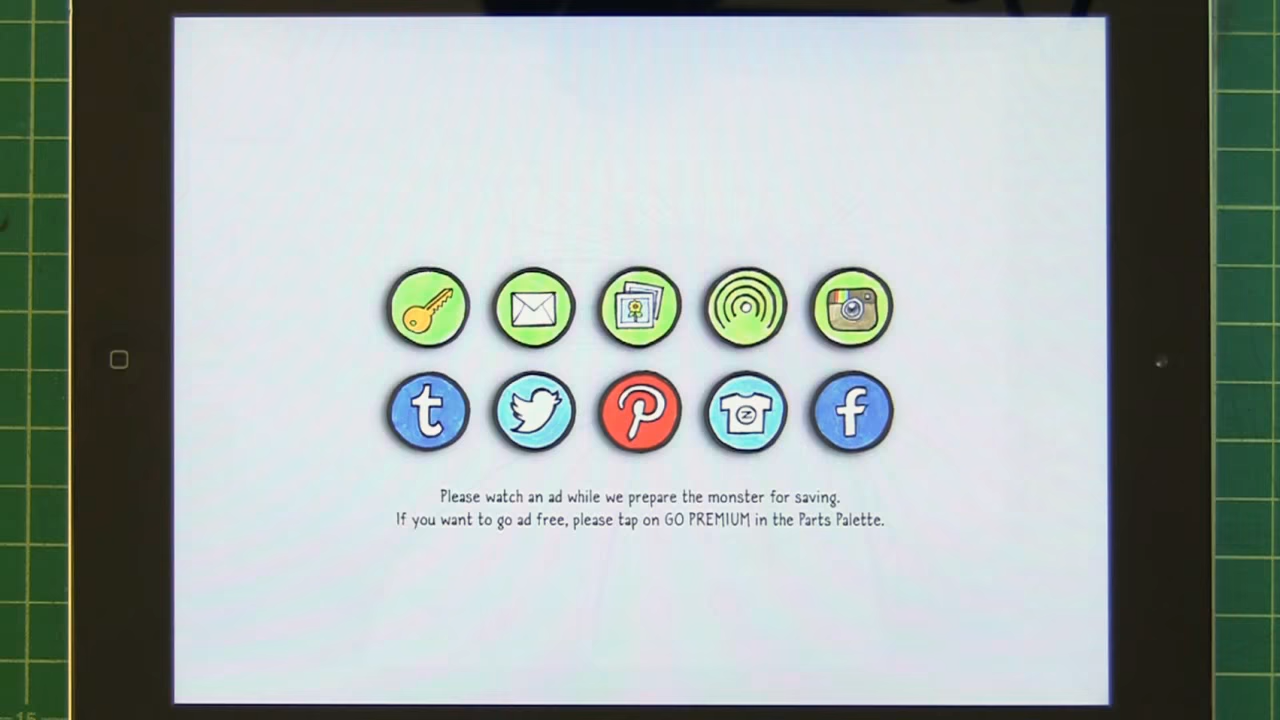 t
f
Please watch an ad while we prepare the monster for saving.
If you want to go ad free, please tap on GO PREMIUM in the Parts Palette.
15